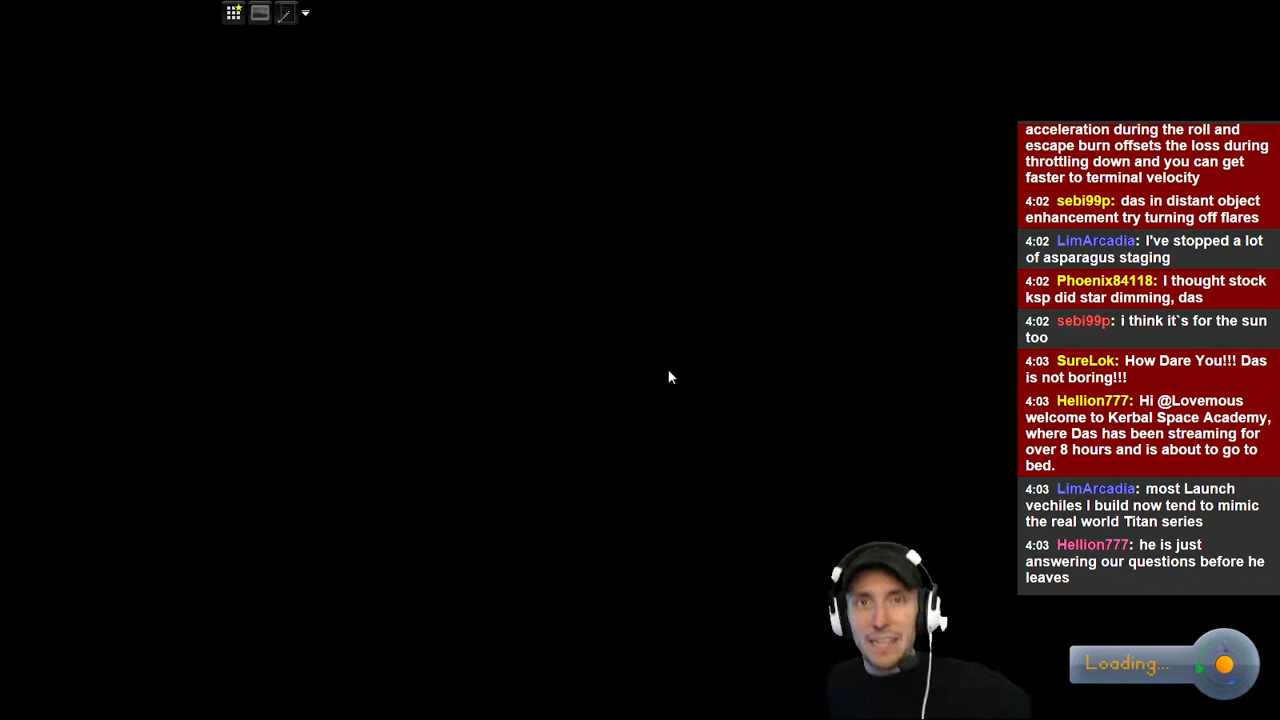 acceleration during the roll and
escape burn offsets the loss during
throttling down and you can get
faster to terminal velocity
4:02 sebi99p: das in distant object
enhancement try turning off flares
4:02 LimArcadia: I've stopped a lot
of asparagus staging
4:02 Phoenix84118: I thought stock
ksp did star dimming, das
4:02 sebi99p: i think it`s for the sun
too
4:03 SureLok: How Dare You!!! Das
is not boring!!!
4:03 Hellion777: Hi @Lovemous
welcome to Kerbal Space Academy,
where Das has been streaming for
over 8 hours and is about to go to
bed.
4:03 LimArcadia: most Launch
vechiles I build now tend to mimic
the real world Titan series
4:03 Hellion777: he is just
answering our questions before he
leaves
Loading...